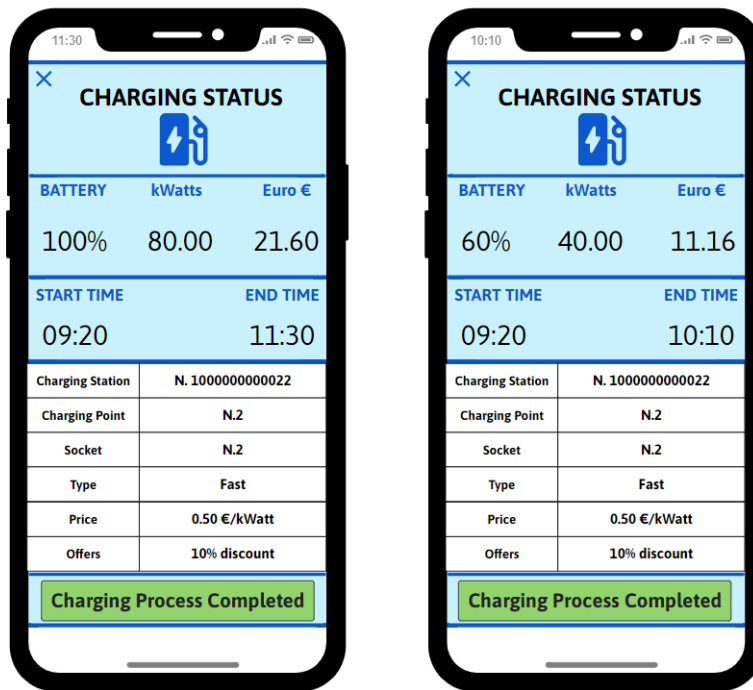 11:30
CHARGING STATUS
BATTERY kWatts Euro €
100% 80.00 21.60
START TIME END TIME
09:20 11:30
Charging Station N. 1000000000022
Charging Point N.2
Socket N.2
Type Fast
Price 0.50 €/kWatt
Offers 10% discount
Charging Process Completed
10:10
CHARGING STATUS
BATTERY kWatts Euro €
60% 40.00 11.16
START TIME END TIME
09:20 10:10
Charging Station N. 1000000000022
Charging Point N.2
Socket N.2
Type Fast
Price 0.50 €/kWatt
Offers 10% discount
Charging Process Completed